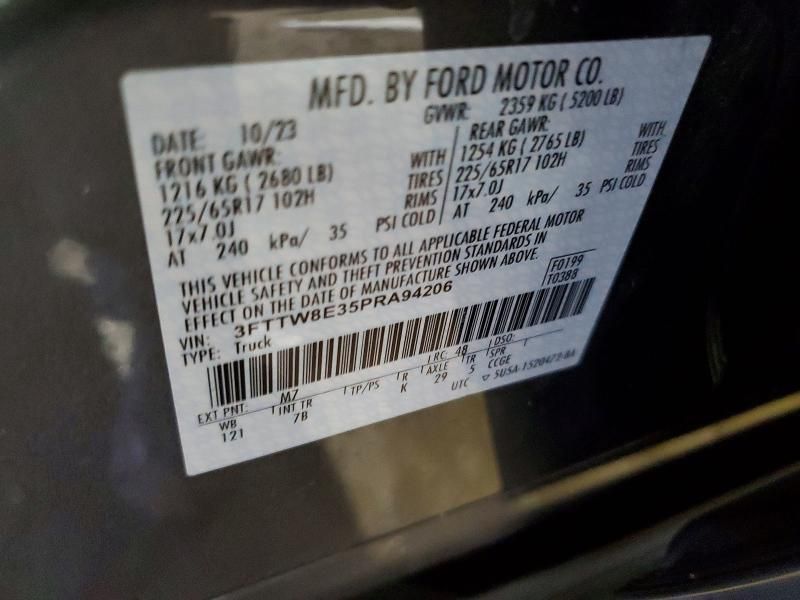 MFD. BY FORD MOTOR CO.
DATE: 10/23
GVWR: 2359 KG ( 5200 LB)
FRONT GAWR:
1216 KG ( 2680 LB)
WITH
225/65R17 102H
TIRES
17x7.0J
RIMS
AT 240 kPa/ 35 PSI COLD
REAR GAWR:
1254 KG ( 2765 LB)
WITH
225/65R17 102H
TIRES
17x7.0J
RIMS
AT 240 kPa/ 35 PSI COLD
THIS VEHICLE CONFORMS TO ALL APPLICABLE FEDERAL MOTOR
VEHICLE SAFETY AND THEFT PREVENTION STANDARDS IN
EFFECT ON THE DATE OF MANUFACTURE SHOWN ABOVE.
F0199
T0388
VIN: 3FTTW8E35PRA94206
TYPE: Truck
EXT PNT: M7 RC: 48 DSO:
WB INT TR TP/PS R AXLE TR SPR
121 7B K 29 5 CCGE
UTC ▽ 5USA-1520472-BA